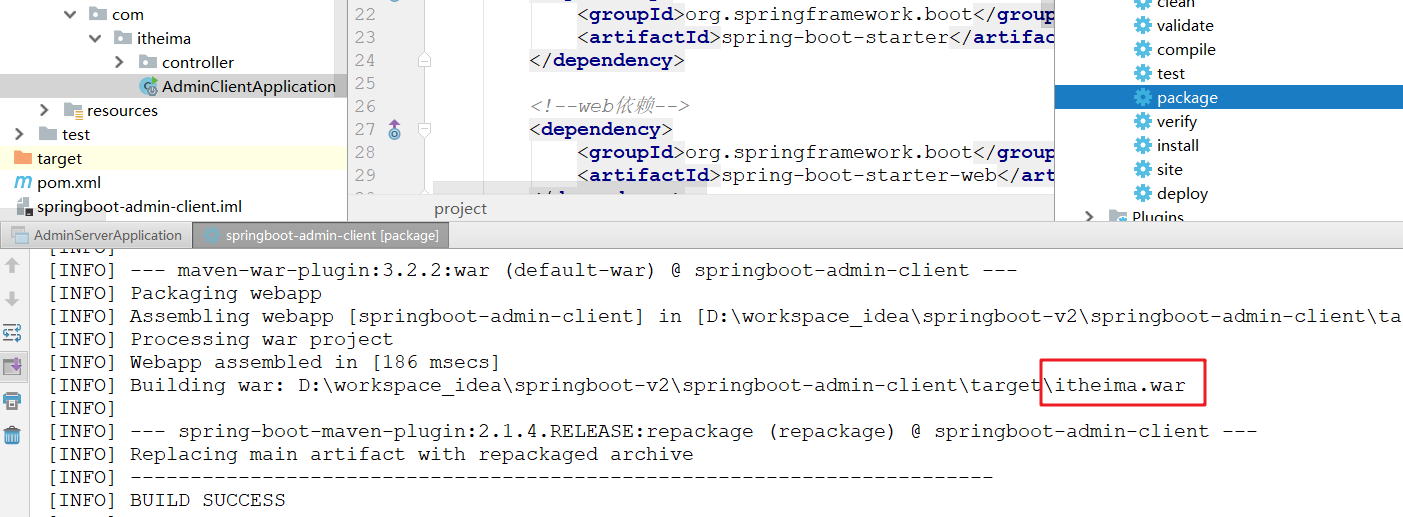 com
itheima
controller
AdminClientApplication
resources
test
target
pom.xml
springboot-admin-client.iml
22 <groupId>org.springframework.boot</group
23 <artifactId>spring-boot-starter</artifac
24 </dependency>
25
26 <!--web依赖-->
27 <dependency>
28 <groupId>org.springframework.boot</group
29 <artifactId>spring-boot-starter-web</art
project
clean
validate
compile
test
package
verify
install
site
deploy
Plugins
AdminServerApplication springboot-admin-client [package]
[INFO]
[INFO] --- maven-war-plugin:3.2.2:war (default-war) @ springboot-admin-client ---
[INFO] Packaging webapp
[INFO] Assembling webapp [springboot-admin-client] in [D:\workspace_idea\springboot-v2\springboot-admin-client\ta
[INFO] Processing war project
[INFO] Webapp assembled in [186 msecs]
[INFO] Building war: D:\workspace_idea\springboot-v2\springboot-admin-client\target\itheima.war
[INFO]
[INFO] --- spring-boot-maven-plugin:2.1.4.RELEASE:repackage (repackage) @ springboot-admin-client ---
[INFO] Replacing main artifact with repackaged archive
[INFO] ------------------------------------------------------------------------
[INFO] BUILD SUCCESS